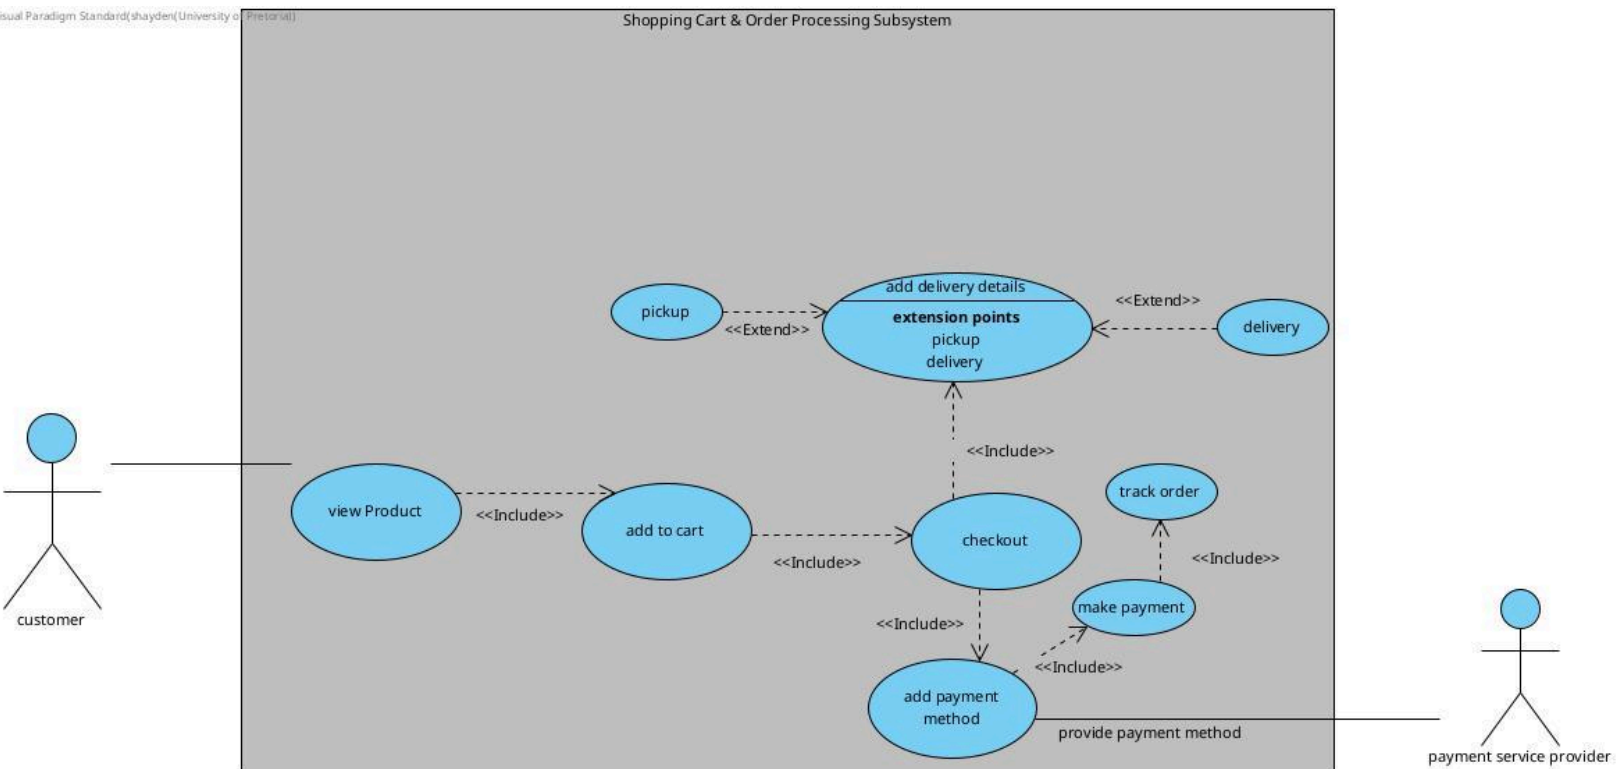 sual Paradigm Standard(shayden(University of Pretoria))
Shopping Cart & Order Processing Subsystem
add delivery details
extension points
pickup
delivery
pickup
<<Extend>>
<<Extend>>
delivery
<<Include>>
view Product
<<Include>>
add to cart
<<Include>>
checkout
track order
<<Include>>
make payment
<<Include>>
<<Include>>
add payment
method
provide payment method
customer
payment service provider